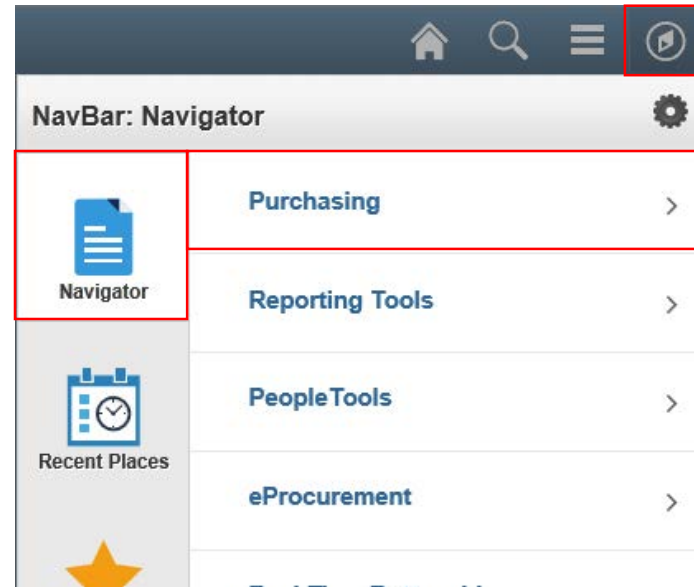 NavBar: Navigator
Purchasing
Navigator
Reporting Tools
PeopleTools
Recent Places
eProcurement